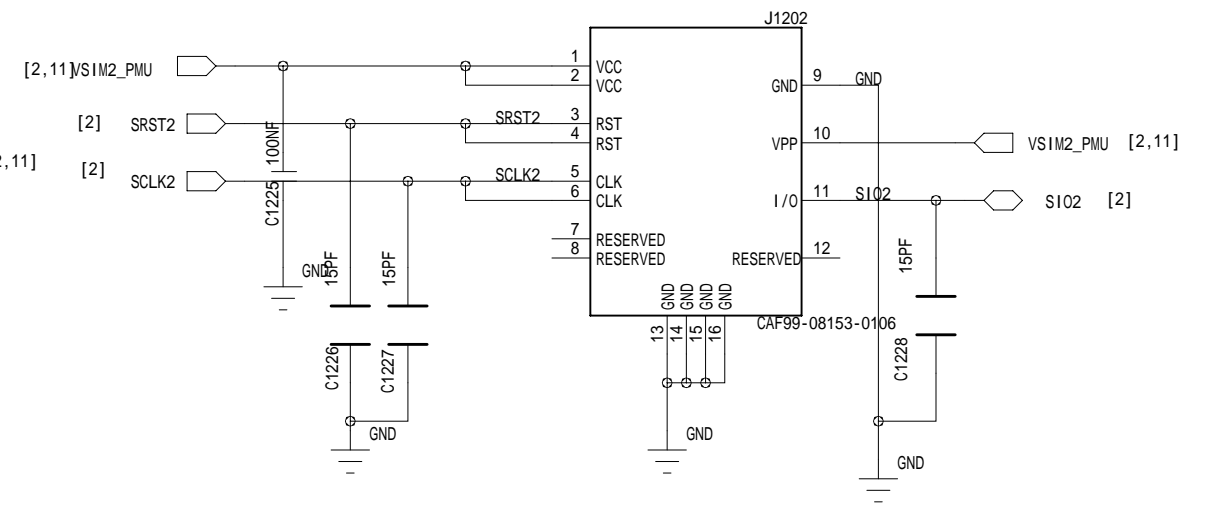 J1202
[2,11] VSIM2_PMU
1
VCC
2
VCC
9
GND
GND
[2]
SRST2
SRST2
3
RST
4
RST
100NF
10
VPP
VSIM2_PMU
[2,11]
2,11]
[2]
SCLK2
SCLK2
5
CLK
6
CLK
C1225
11
I/O
SIO2
SIO2
[2]
7
RESERVED
8
RESERVED
12
RESERVED
GND
15PF
15PF
15PF
GND
GND
GND
GND
13
14
15
16
CAF99-08153-0106
C1226
C1227
C1228
GND
GND
GND